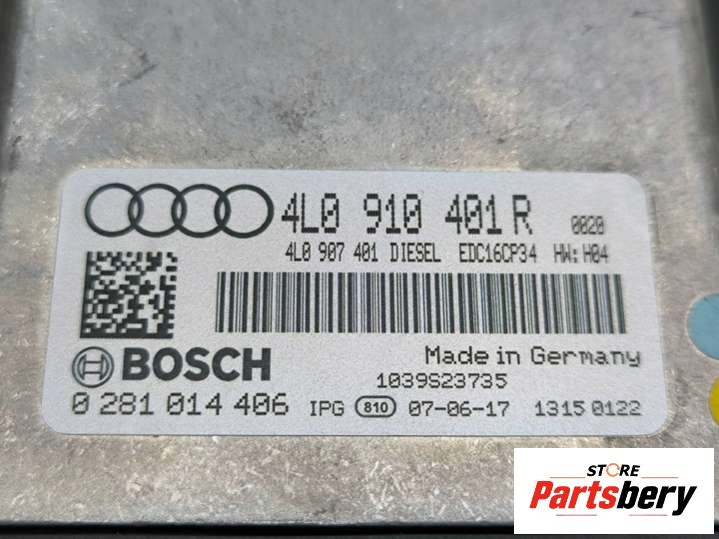 4L0 910 401 R 0020
4L0 907 401 DIESEL EDC16CP34 HW: H04
BOSCH Made in Germany
1039S23735
0 281 014 406 IPG 810 07-06-17 1315 0122
STORE
Partsbery